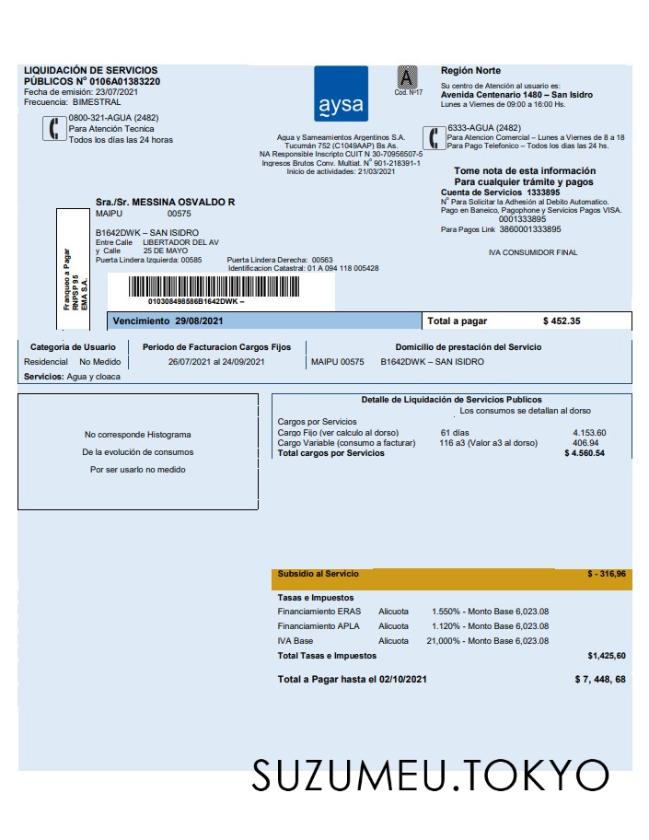 LIQUIDACIÓN DE SERVICIOS
PÚBLICOS Nº 0106A01383220
Fecha de emisión: 23/07/2021
Frecuencia: BIMESTRAL
0800-321-AGUA (2482)
Para Atención Tecnica
Todos los días las 24 horas
aysa
A
Cod. Nº17
Agua y Sameamientos Argentinos S.A.
Tucumán 752 (C1049AAP) Bs As.
NA Responsible Inscripto CUIT N 30-70956507-5
Ingresos Brutos Conv. Multiat. N° 901-218391-1
Inicio de actividades: 21/03/2021
Región Norte
Su centro de Atención al usuario es:
Avenida Centenario 1480 – San Isidro
Lunes a Viernes de 09:00 a 16:00 Hs.
6333-AGUA (2482)
Para Atencion Comercial – Lunes a Viernes de 8 a 18
Para Pago Telefonico – Todos los dias las 24 hs.
Tome nota de esta información
Para cualquier trámite y pagos
Cuenta de Servicios 1333895
N° Para Solicitar la Adhesión al Debito Automatico.
Pago en Baneico, Pagophone y Servicios Pagos VISA.
0001333895
Para Pagos Link 3860001333895
IVA CONSUMIDOR FINAL
Sra./Sr. MESSINA OSVALDO R
MAIPU 00575
B1642DWK – SAN ISIDRO
Entre Calle LIBERTADOR DEL AV
y Calle 25 DE MAYO
Puerta Lindera Izquierda: 00585 Puerta Lindera Derecha: 00563
Identificacion Catastral: 01 A 094 118 005428
Franqueo a Pagar
RNPSP 95
EMA S.A.
010308498586B1642DWK –
Vencimiento 29/08/2021 Total a pagar $ 452.35
Categoria de Usuario Periodo de Facturacion Cargos Fijos Domicilio de prestación del Servicio
Residencial No Medido 26/07/2021 al 24/09/2021 MAIPU 00575 B1642DWK – SAN ISIDRO
Servicios: Agua y cloaca
No corresponde Histograma
De la evolución de consumos
Por ser usarlo no medido
Detalle de Liquidación de Servicios Publicos
Los consumos se detallan al dorso
Cargos por Servicios
Cargo Fijo (ver calculo al dorso) 61 días 4.153.60
Cargo Variable (consumo a facturar) 116 a3 (Valor a3 al dorso) 406.94
Total cargos por Servicios $ 4.560.54
Subsidio al Servicio $ - 316,96
Tasas e Impuestos
Financiamiento ERAS Alicuota 1.550% - Monto Base 6,023.08
Financiamiento APLA Alicuota 1.120% - Monto Base 6,023.08
IVA Base Alicuota 21,000% - Monto Base 6,023.08
Total Tasas e Impuestos $1,425,60
Total a Pagar hasta el 02/10/2021 $ 7, 448, 68
SUZUMEU.TOKYO